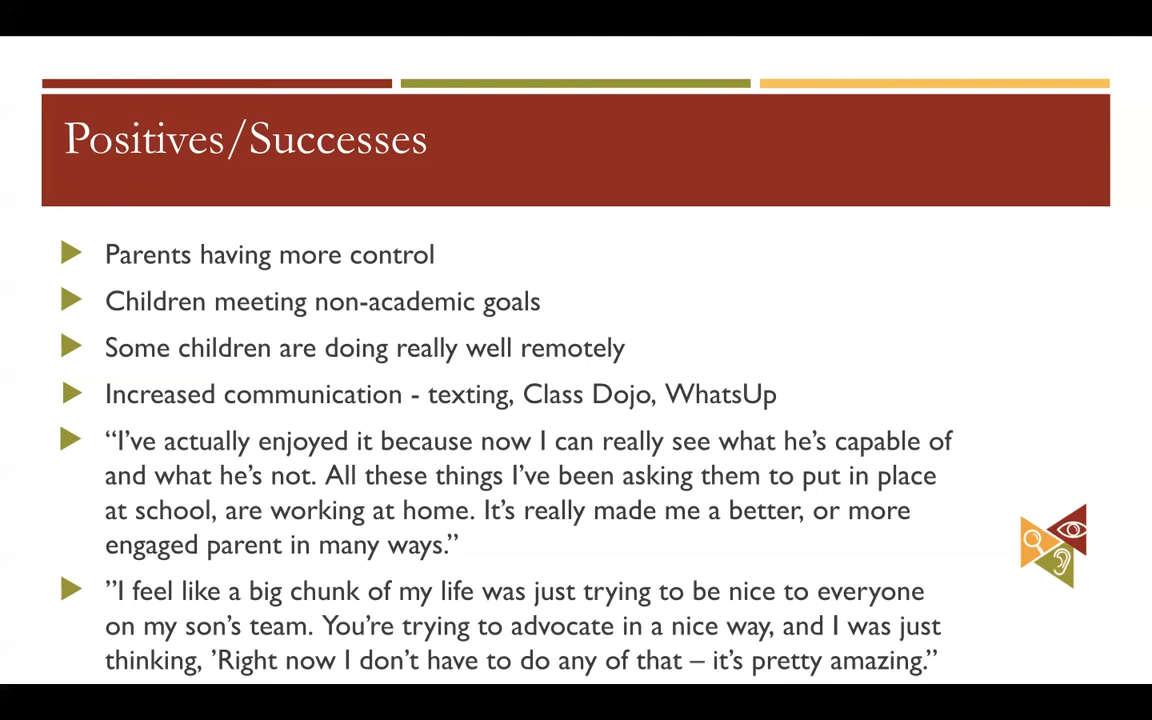 Positives/Successes
Parents having more control
Children meeting non-academic goals
Some children are doing really well remotely
Increased communication - texting, Class Dojo, WhatsUp
“I’ve actually enjoyed it because now I can really see what he’s capable of
and what he’s not. All these things I’ve been asking them to put in place
at school, are working at home. It’s really made me a better, or more
engaged parent in many ways.”
”I feel like a big chunk of my life was just trying to be nice to everyone
on my son’s team. You’re trying to advocate in a nice way, and I was just
thinking, ’Right now I don’t have to do any of that – it’s pretty amazing.”